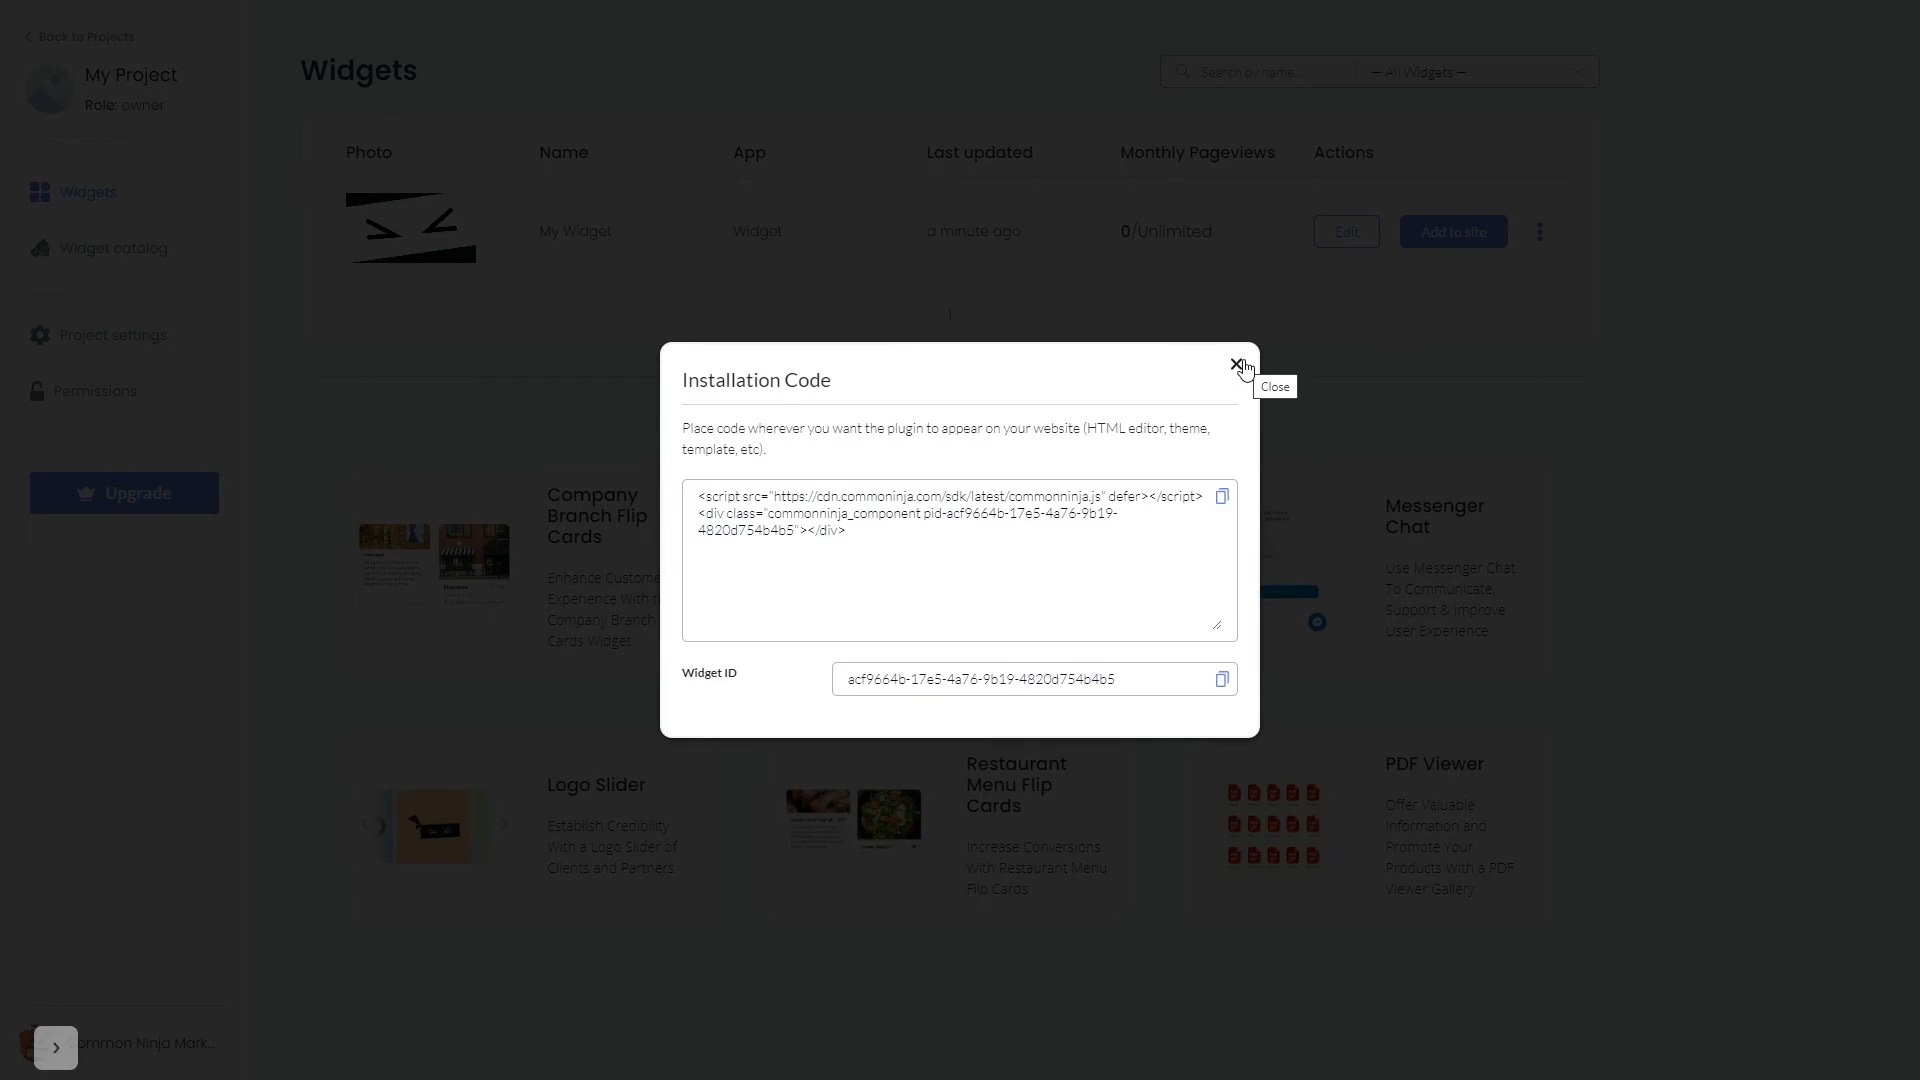 Back to Projects
My Project
Role: owner
Widgets
Widget catalog
Project settings
Permissions
Upgrade
Common Ninja Mark...
Widgets
Search by name...
— All Widgets —
Photo
Name
App
Last updated
Monthly Pageviews
Actions
My Widget
Widget
a minute ago
0/Unlimited
Edit
Add to site
1
Installation Code
Close
Place code wherever you want the plugin to appear on your website (HTML editor, theme,
template, etc).
<script src="https://cdn.commoninja.com/sdk/latest/commonninja.js" defer></script>
<div class="commonninja_component pid-acf9664b-17e5-4a76-9b19-
4820d754b4b5"></div>
Widget ID
acf9664b-17e5-4a76-9b19-4820d754b4b5
Company
Branch Flip
Cards
Enhance Custome
Experience With t
Company Branch
Cards Widget
Messenger
Chat
Use Messenger Chat
To Communicate,
Support & Improve
User Experience
Logo Slider
Establish Credibility
With a Logo Slider of
Clients and Partners
Restaurant
Menu Flip
Cards
Increase Conversions
With Restaurant Menu
Flip Cards
PDF Viewer
Offer Valuable
Information and
Promote Your
Products With a PDF
Viewer Gallery